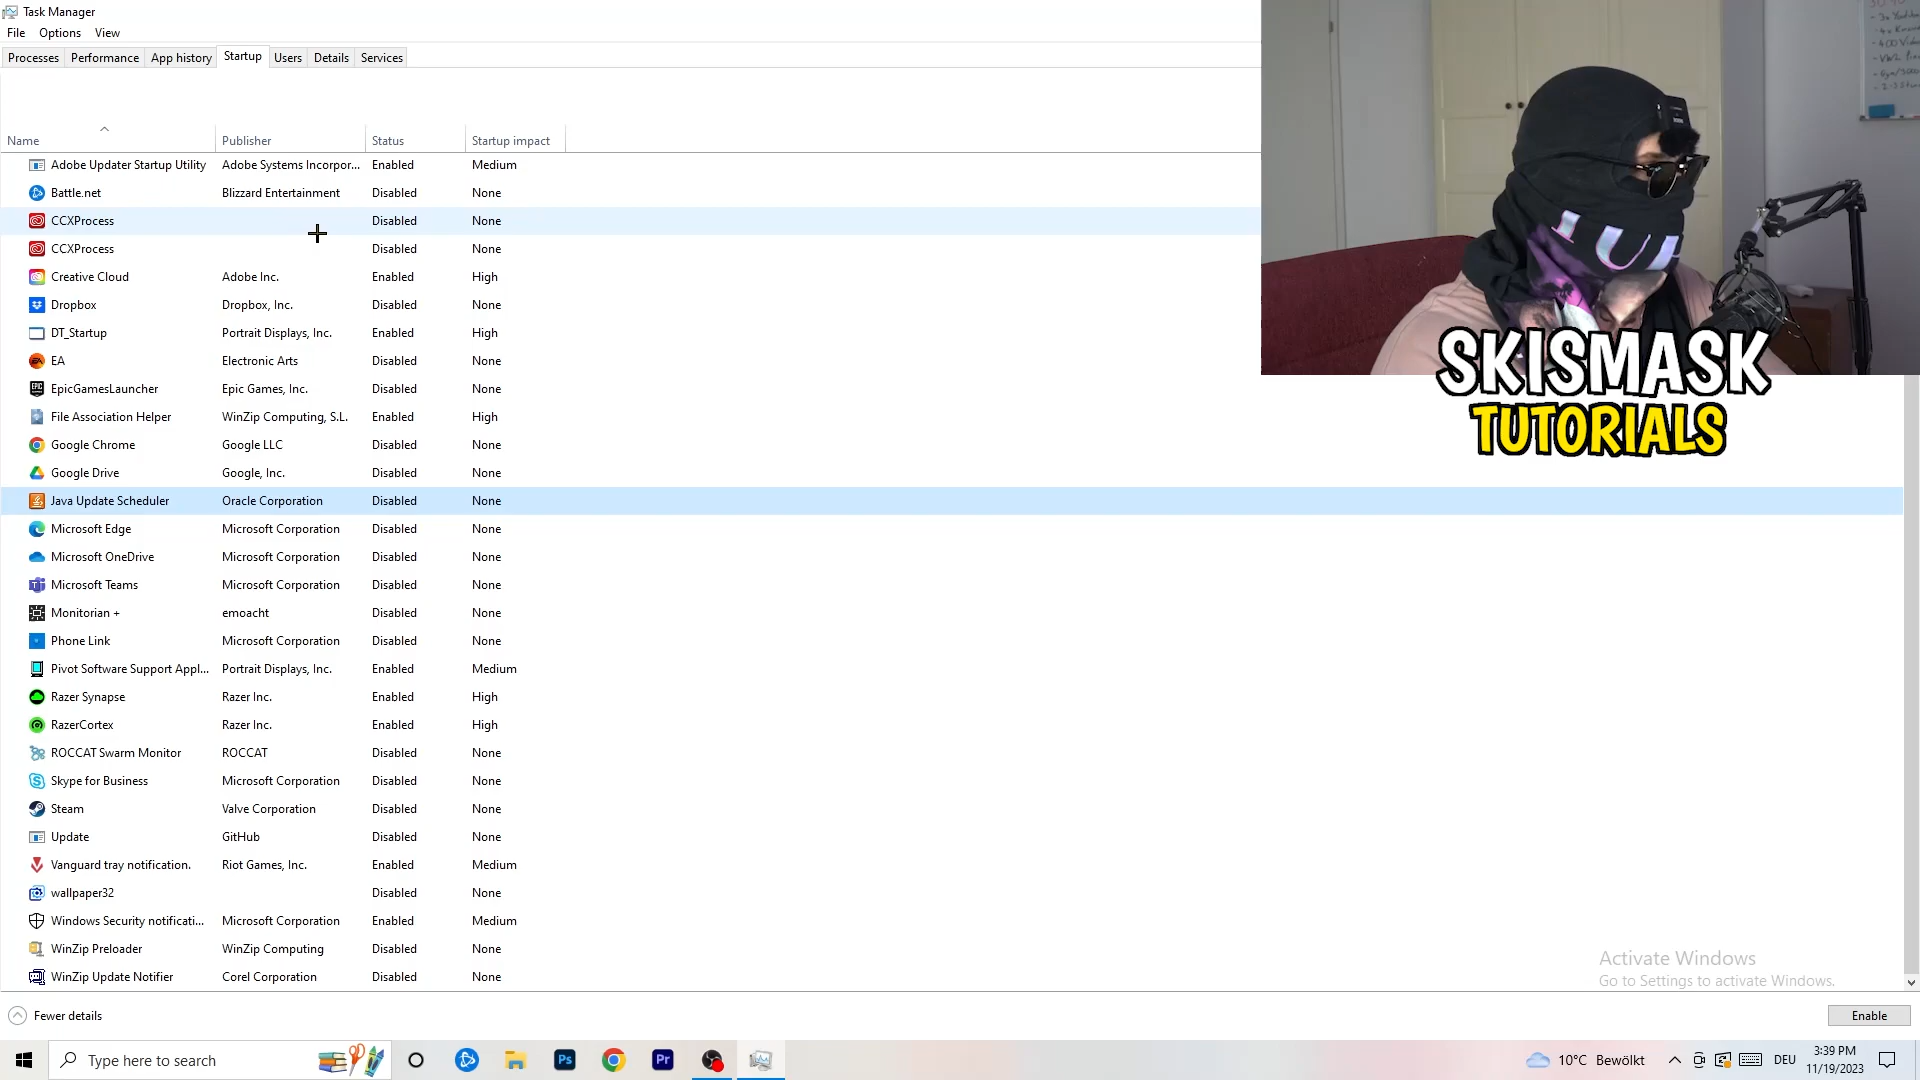 Task Manager
File Options View
Processes Performance App history Startup Users Details Services
Name Publisher Status Startup impact
Adobe Updater Startup Utility Adobe Systems Incorpor... Enabled Medium
Battle.net Blizzard Entertainment Disabled None
CCXProcess Disabled None
CCXProcess Disabled None
Creative Cloud Adobe Inc. Enabled High
Dropbox Dropbox, Inc. Disabled None
DT_Startup Portrait Displays, Inc. Enabled High
EA Electronic Arts Disabled None
EpicGamesLauncher Epic Games, Inc. Disabled None
File Association Helper WinZip Computing, S.L. Enabled High
Google Chrome Google LLC Disabled None
Google Drive Google, Inc. Disabled None
Java Update Scheduler Oracle Corporation Disabled None
Microsoft Edge Microsoft Corporation Disabled None
Microsoft OneDrive Microsoft Corporation Disabled None
Microsoft Teams Microsoft Corporation Disabled None
Monitorian + emoacht Disabled None
Phone Link Microsoft Corporation Disabled None
Pivot Software Support Appl... Portrait Displays, Inc. Enabled Medium
Razer Synapse Razer Inc. Enabled High
RazerCortex Razer Inc. Enabled High
ROCCAT Swarm Monitor ROCCAT Disabled None
Skype for Business Microsoft Corporation Disabled None
Steam Valve Corporation Disabled None
Update GitHub Disabled None
Vanguard tray notification. Riot Games, Inc. Enabled Medium
wallpaper32 Disabled None
Windows Security notificati... Microsoft Corporation Enabled Medium
WinZip Preloader WinZip Computing Disabled None
WinZip Update Notifier Corel Corporation Disabled None
SKISMASK
TUTORIALS
Activate Windows
Go to Settings to activate Windows.
Fewer details
Enable
Type here to search
Ps
Pr
10°C Bewölkt
DEU
3:39 PM
11/19/2023